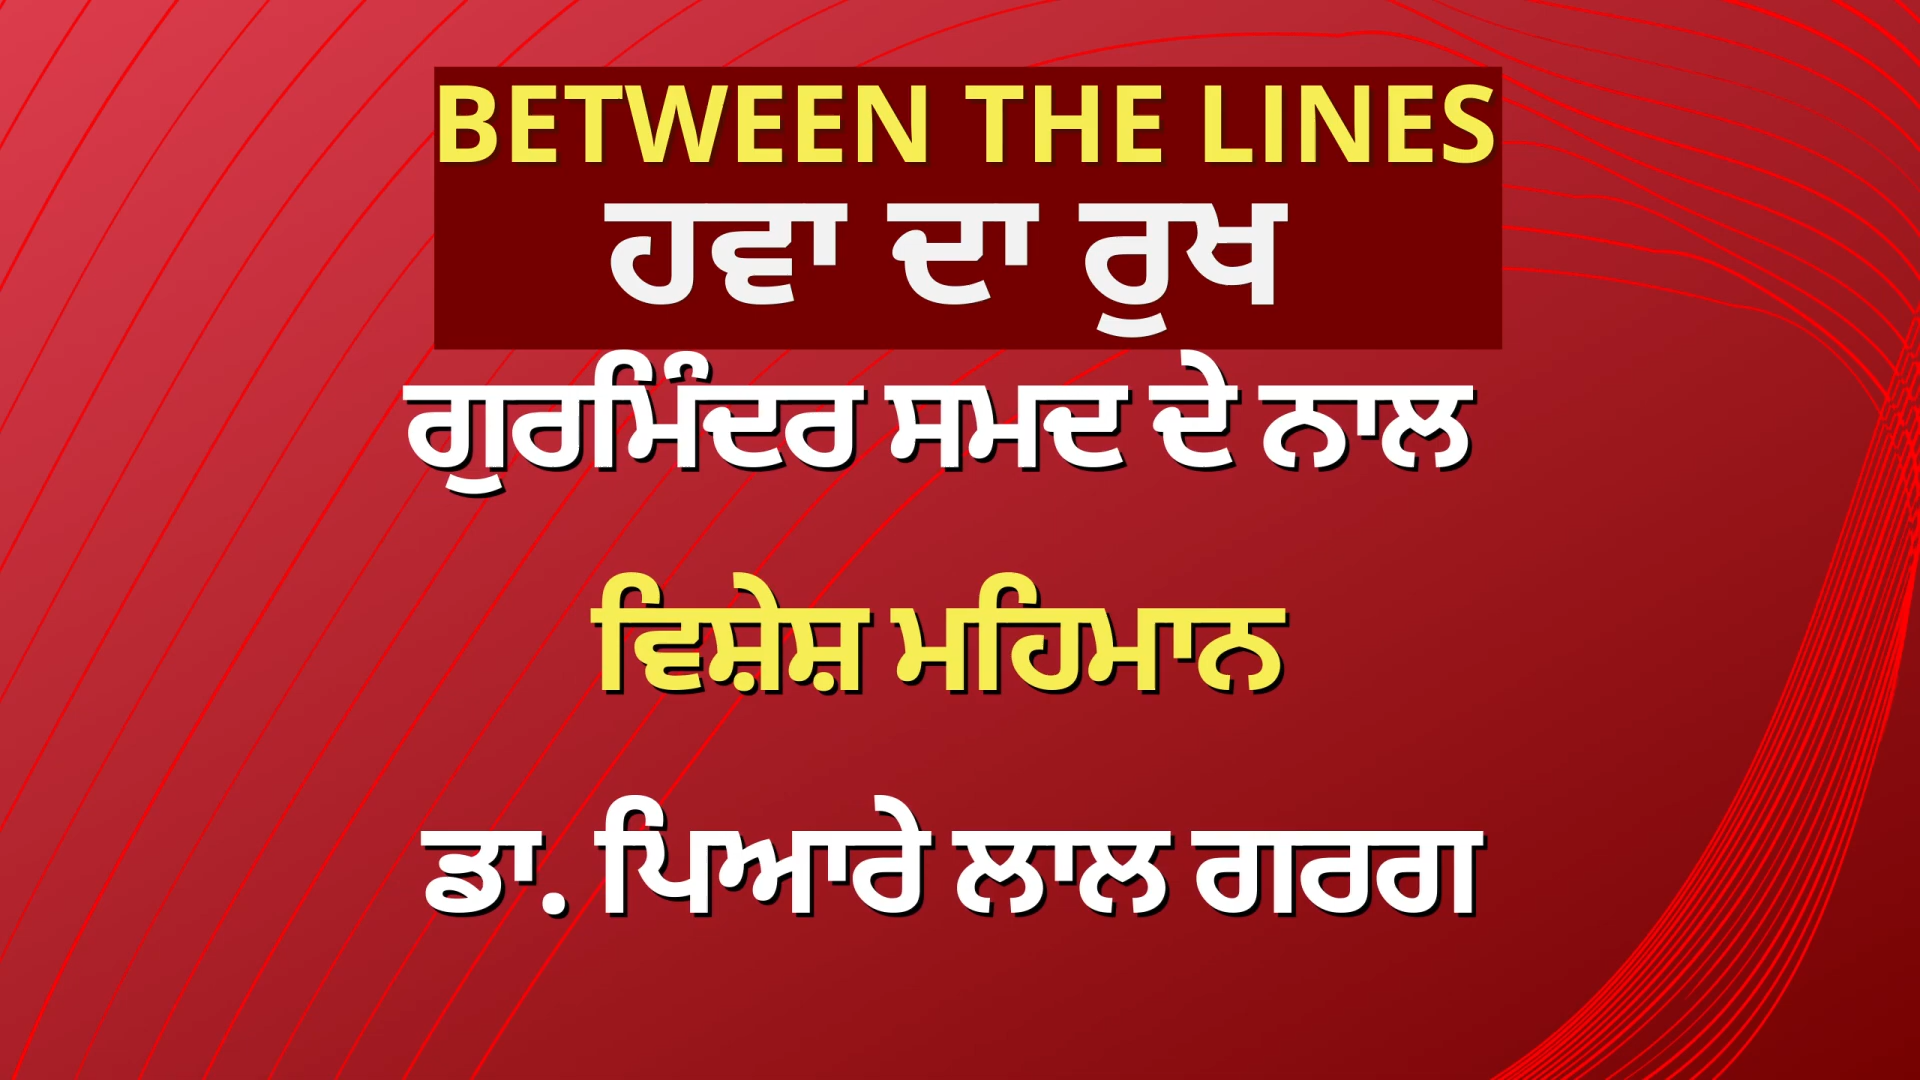 BETWEEN THE LINES
ਹਵਾ ਦਾ ਰੁਖ
ਗੁਰਮਿੰਦਰ ਸਮਦ ਦੇ ਨਾਲ
ਵਿਸ਼ੇਸ਼ ਮਹਿਮਾਨ
ਡਾ. ਪਿਆਰੇ ਲਾਲ ਗਰਗ